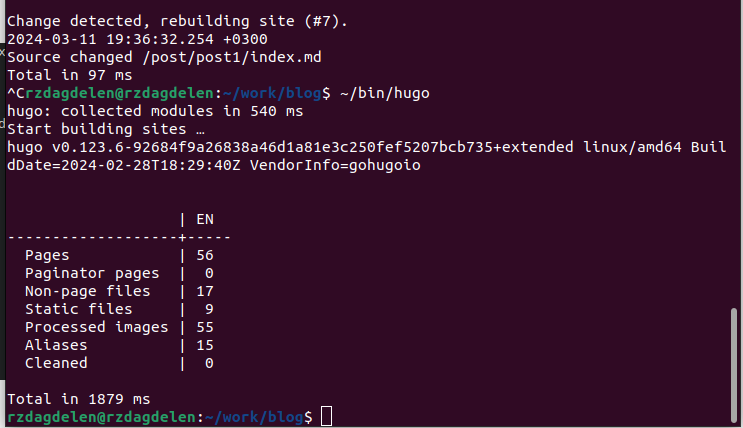 Change detected, rebuilding site (#7).
2024-03-11 19:36:32.254 +0300
Source changed /post/post1/index.md
Total in 97 ms
^Crzdagdelen@rzdagdelen:~/work/blog$ ~/bin/hugo
hugo: collected modules in 540 ms
Start building sites …
hugo v0.123.6-92684f9a26838a46d1a81e3c250fef5207bcb735+extended linux/amd64 Buil
dDate=2024-02-28T18:29:40Z VendorInfo=gohugoio
                   | EN
-------------------+-----
  Pages            | 56
  Paginator pages  |  0
  Non-page files   | 17
  Static files     |  9
  Processed images | 55
  Aliases          | 15
  Cleaned          |  0
Total in 1879 ms
rzdagdelen@rzdagdelen:~/work/blog$